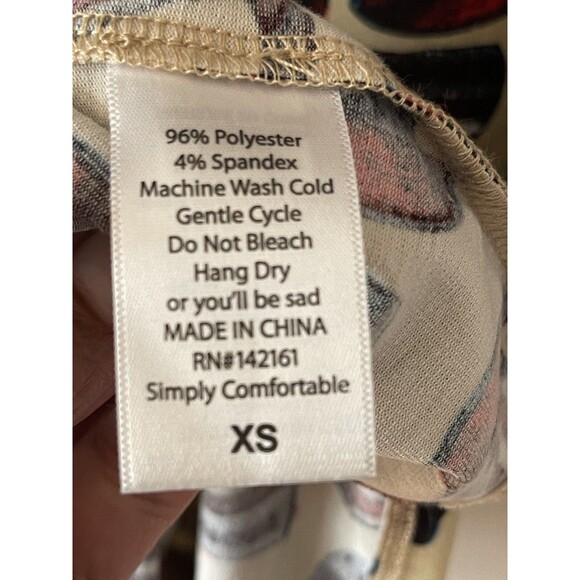 96% Polyester
4% Spandex
Machine Wash Cold
Gentle Cycle
Do Not Bleach
Hang Dry
or you'll be sad
MADE IN CHINA
RN#142161
Simply Comfortable
XS